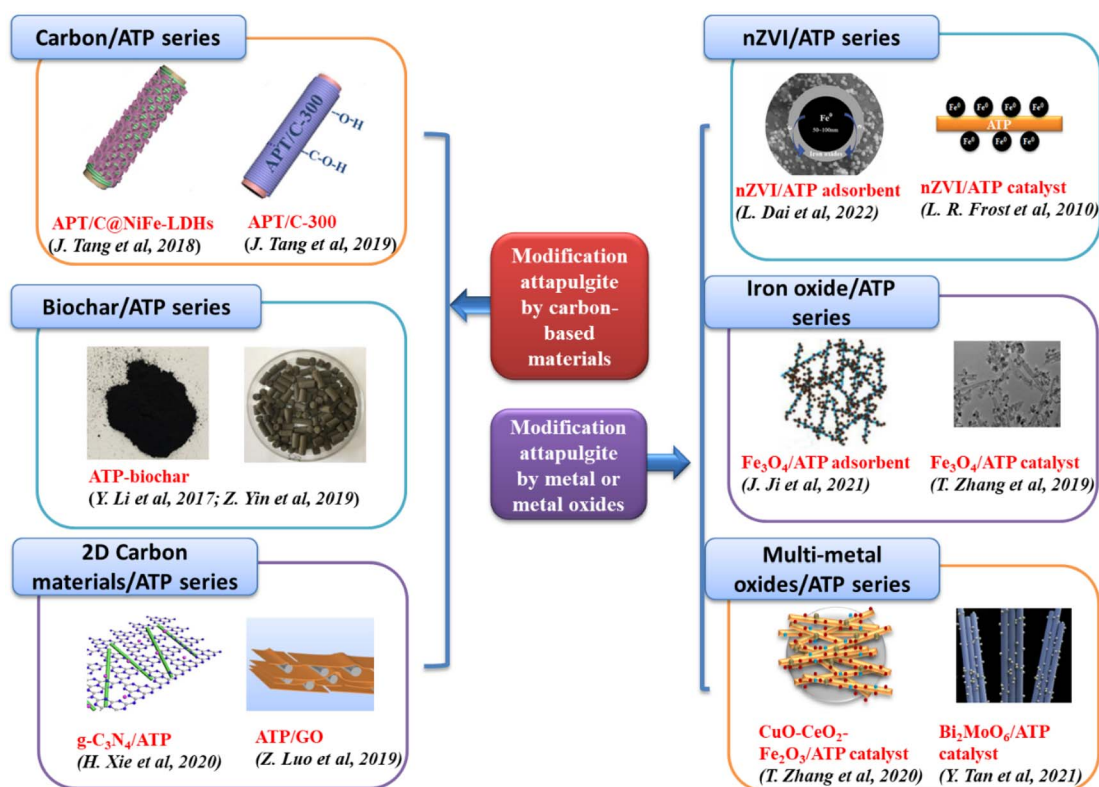 Carbon/ATP series
APT/C-300
-O-H
-C-O-H
APT/C@NiFe-LDHs
(J. Tang et al, 2018)
APT/C-300
(J. Tang et al, 2019)
Biochar/ATP series
ATP-biochar
(Y. Li et al, 2017; Z. Yin et al, 2019)
2D Carbon
materials/ATP series
g-C₃N₄/ATP
(H. Xie et al, 2020)
ATP/GO
(Z. Luo et al, 2019)
Modification
attapulgite
by carbon-
based
materials
Modification
attapulgite
by metal or
metal oxides
nZVI/ATP series
Fe⁰
50~100nm
Iron oxides
Fe⁰ Fe⁰ Fe⁰ Fe⁰
ATP
Fe⁰ Fe⁰ Fe⁰
nZVI/ATP adsorbent
(L. Dai et al, 2022)
nZVI/ATP catalyst
(L. R. Frost et al, 2010)
Iron oxide/ATP
series
Fe₃O₄/ATP adsorbent
(J. Ji et al, 2021)
Fe₃O₄/ATP catalyst
(T. Zhang et al, 2019)
Multi-metal
oxides/ATP series
CuO-CeO₂-
Fe₂O₃/ATP catalyst
(T. Zhang et al, 2020)
Bi₂MoO₆/ATP
catalyst
(Y. Tan et al, 2021)